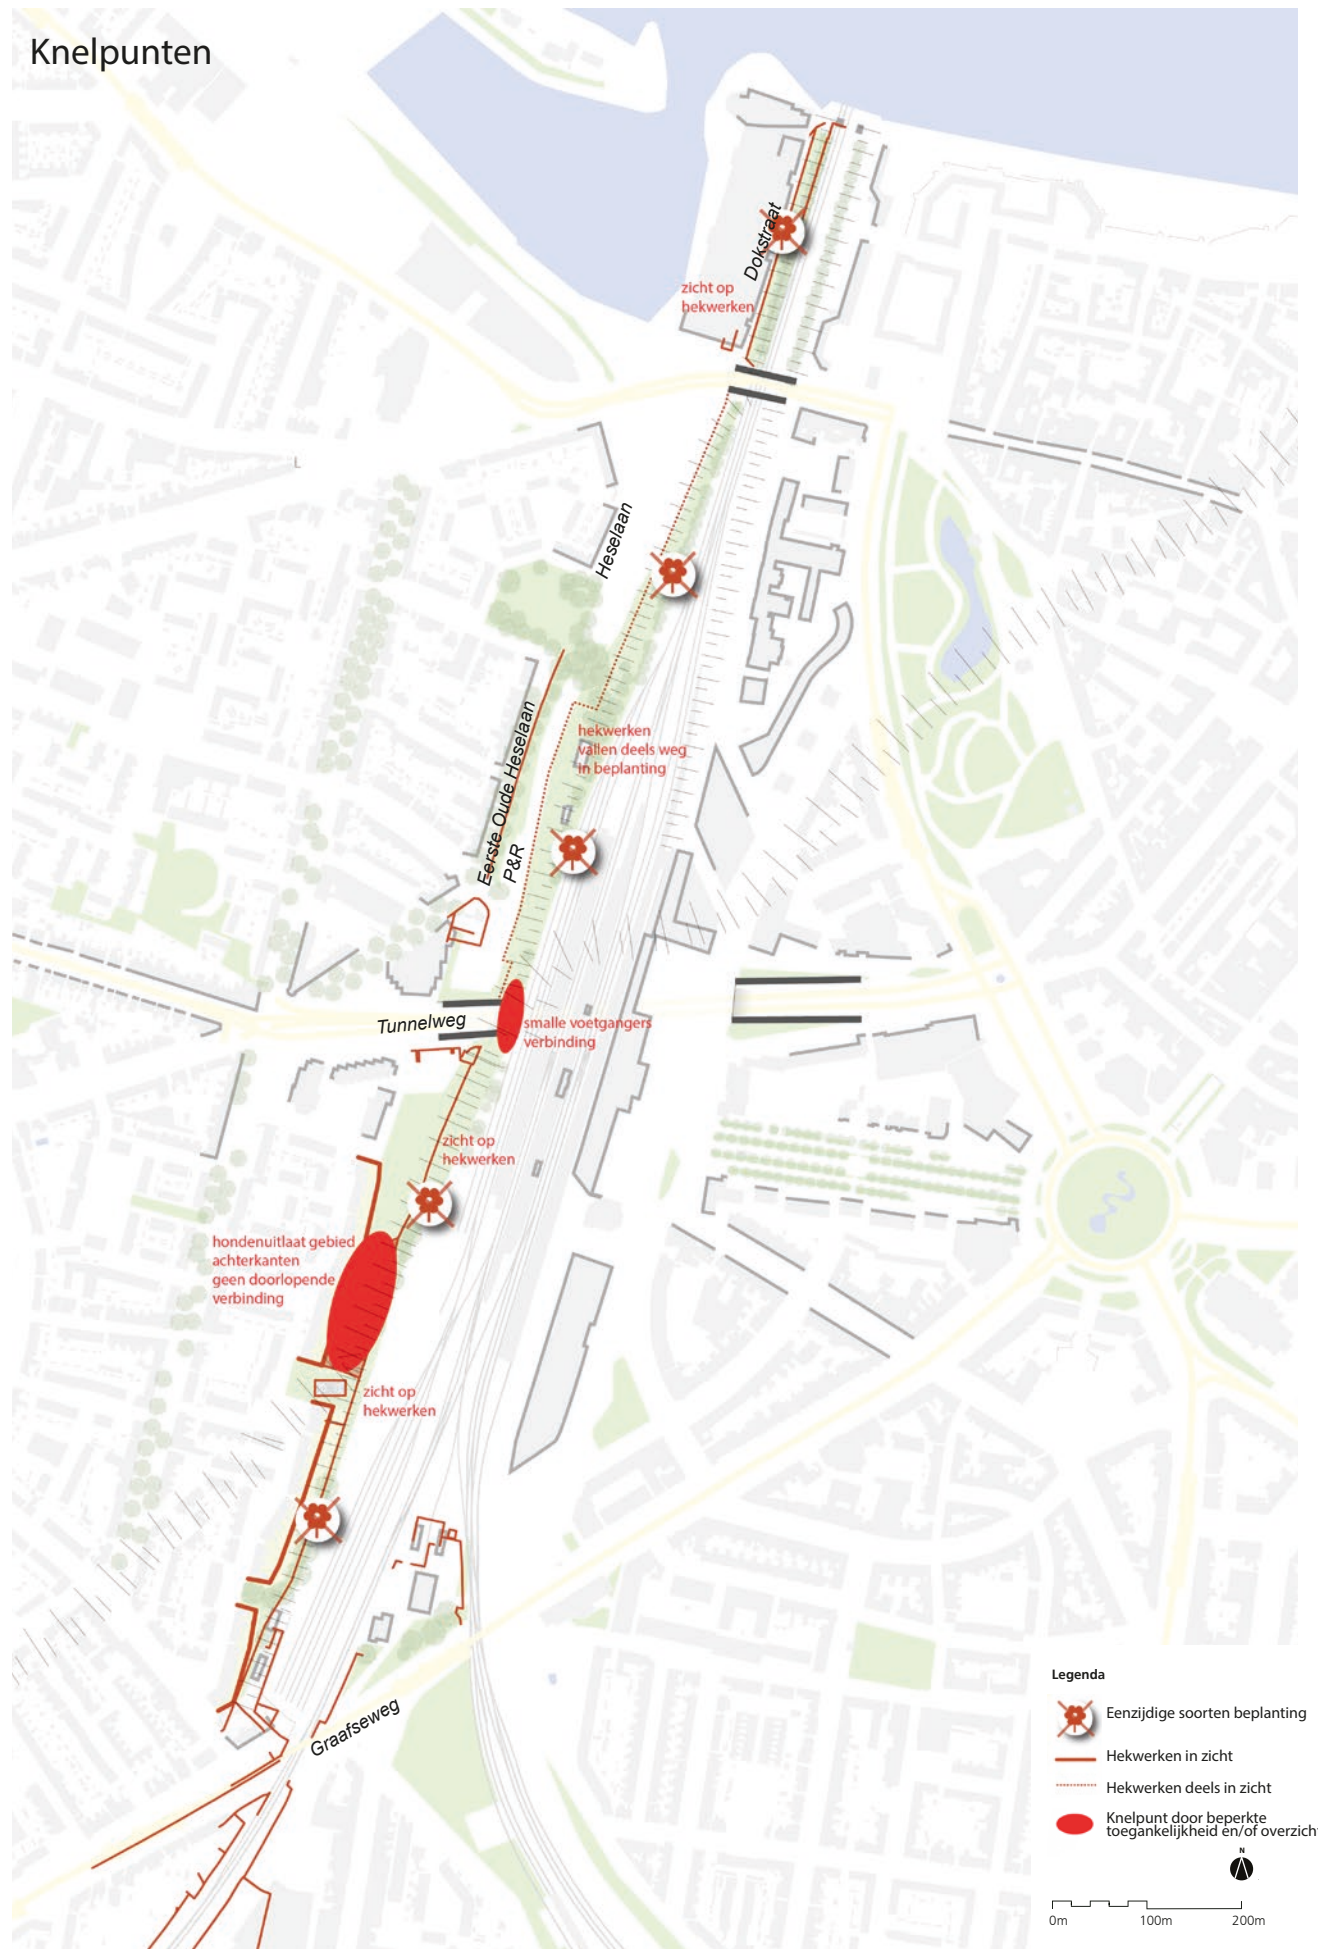 Knelpunten
Dokstraat
zicht op
hekwerken
Heselaan
hekwerken
vallen deels weg
in beplanting
Eerste Oude Heselaan
P&R
Tunnelweg
smalle voetgangers
verbinding
zicht op
hekwerken
hondenuitlaat gebied
achterkanten
geen doorlopende
verbinding
zicht op
hekwerken
Graafseweg
Legenda
Eenzijdige soorten beplanting
Hekwerken in zicht
Hekwerken deels in zicht
Knelpunt door beperkte
toegankelijkheid en/of overzich
N
0m 100m 200m